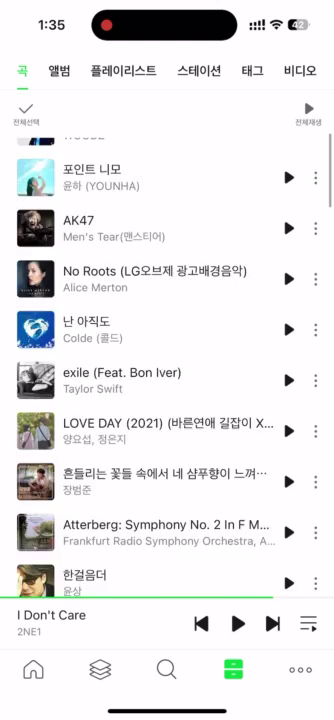 1:35
42
곡 앨범 플레이리스트 스테이션 태그 비디오
전체선택 전체재생
포인트 니모
윤하 (YOUNHA)
AK47
Men's Tear(맨스티어)
No Roots (LG오브제 광고배경음악)
Alice Merton
난 아직도
Colde (콜드)
exile (Feat. Bon Iver)
Taylor Swift
LOVE DAY (2021) (바른연애 길잡이 X...
양요섭, 정은지
흔들리는 꽃들 속에서 네 샴푸향이 느껴...
장범준
Atterberg: Symphony No. 2 In F M...
Frankfurt Radio Symphony Orchestra, A...
한걸음더
윤상
I Don't Care
2NE1